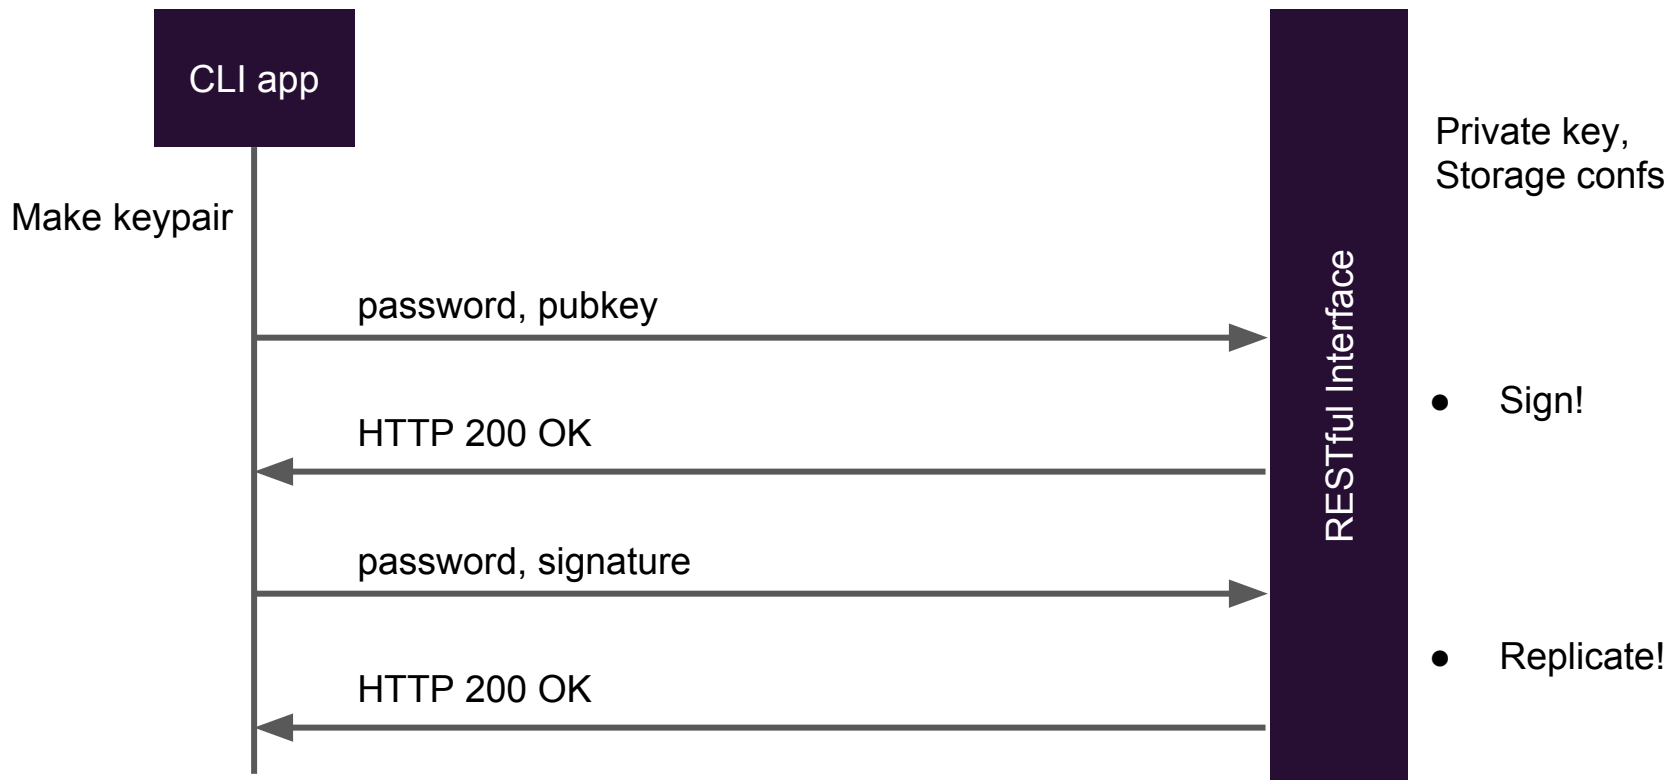 CLI app
Private key,
Storage confs
Make keypair
password, pubkey
RESTful Interface
● Sign!
HTTP 200 OK
password, signature
● Replicate!
HTTP 200 OK